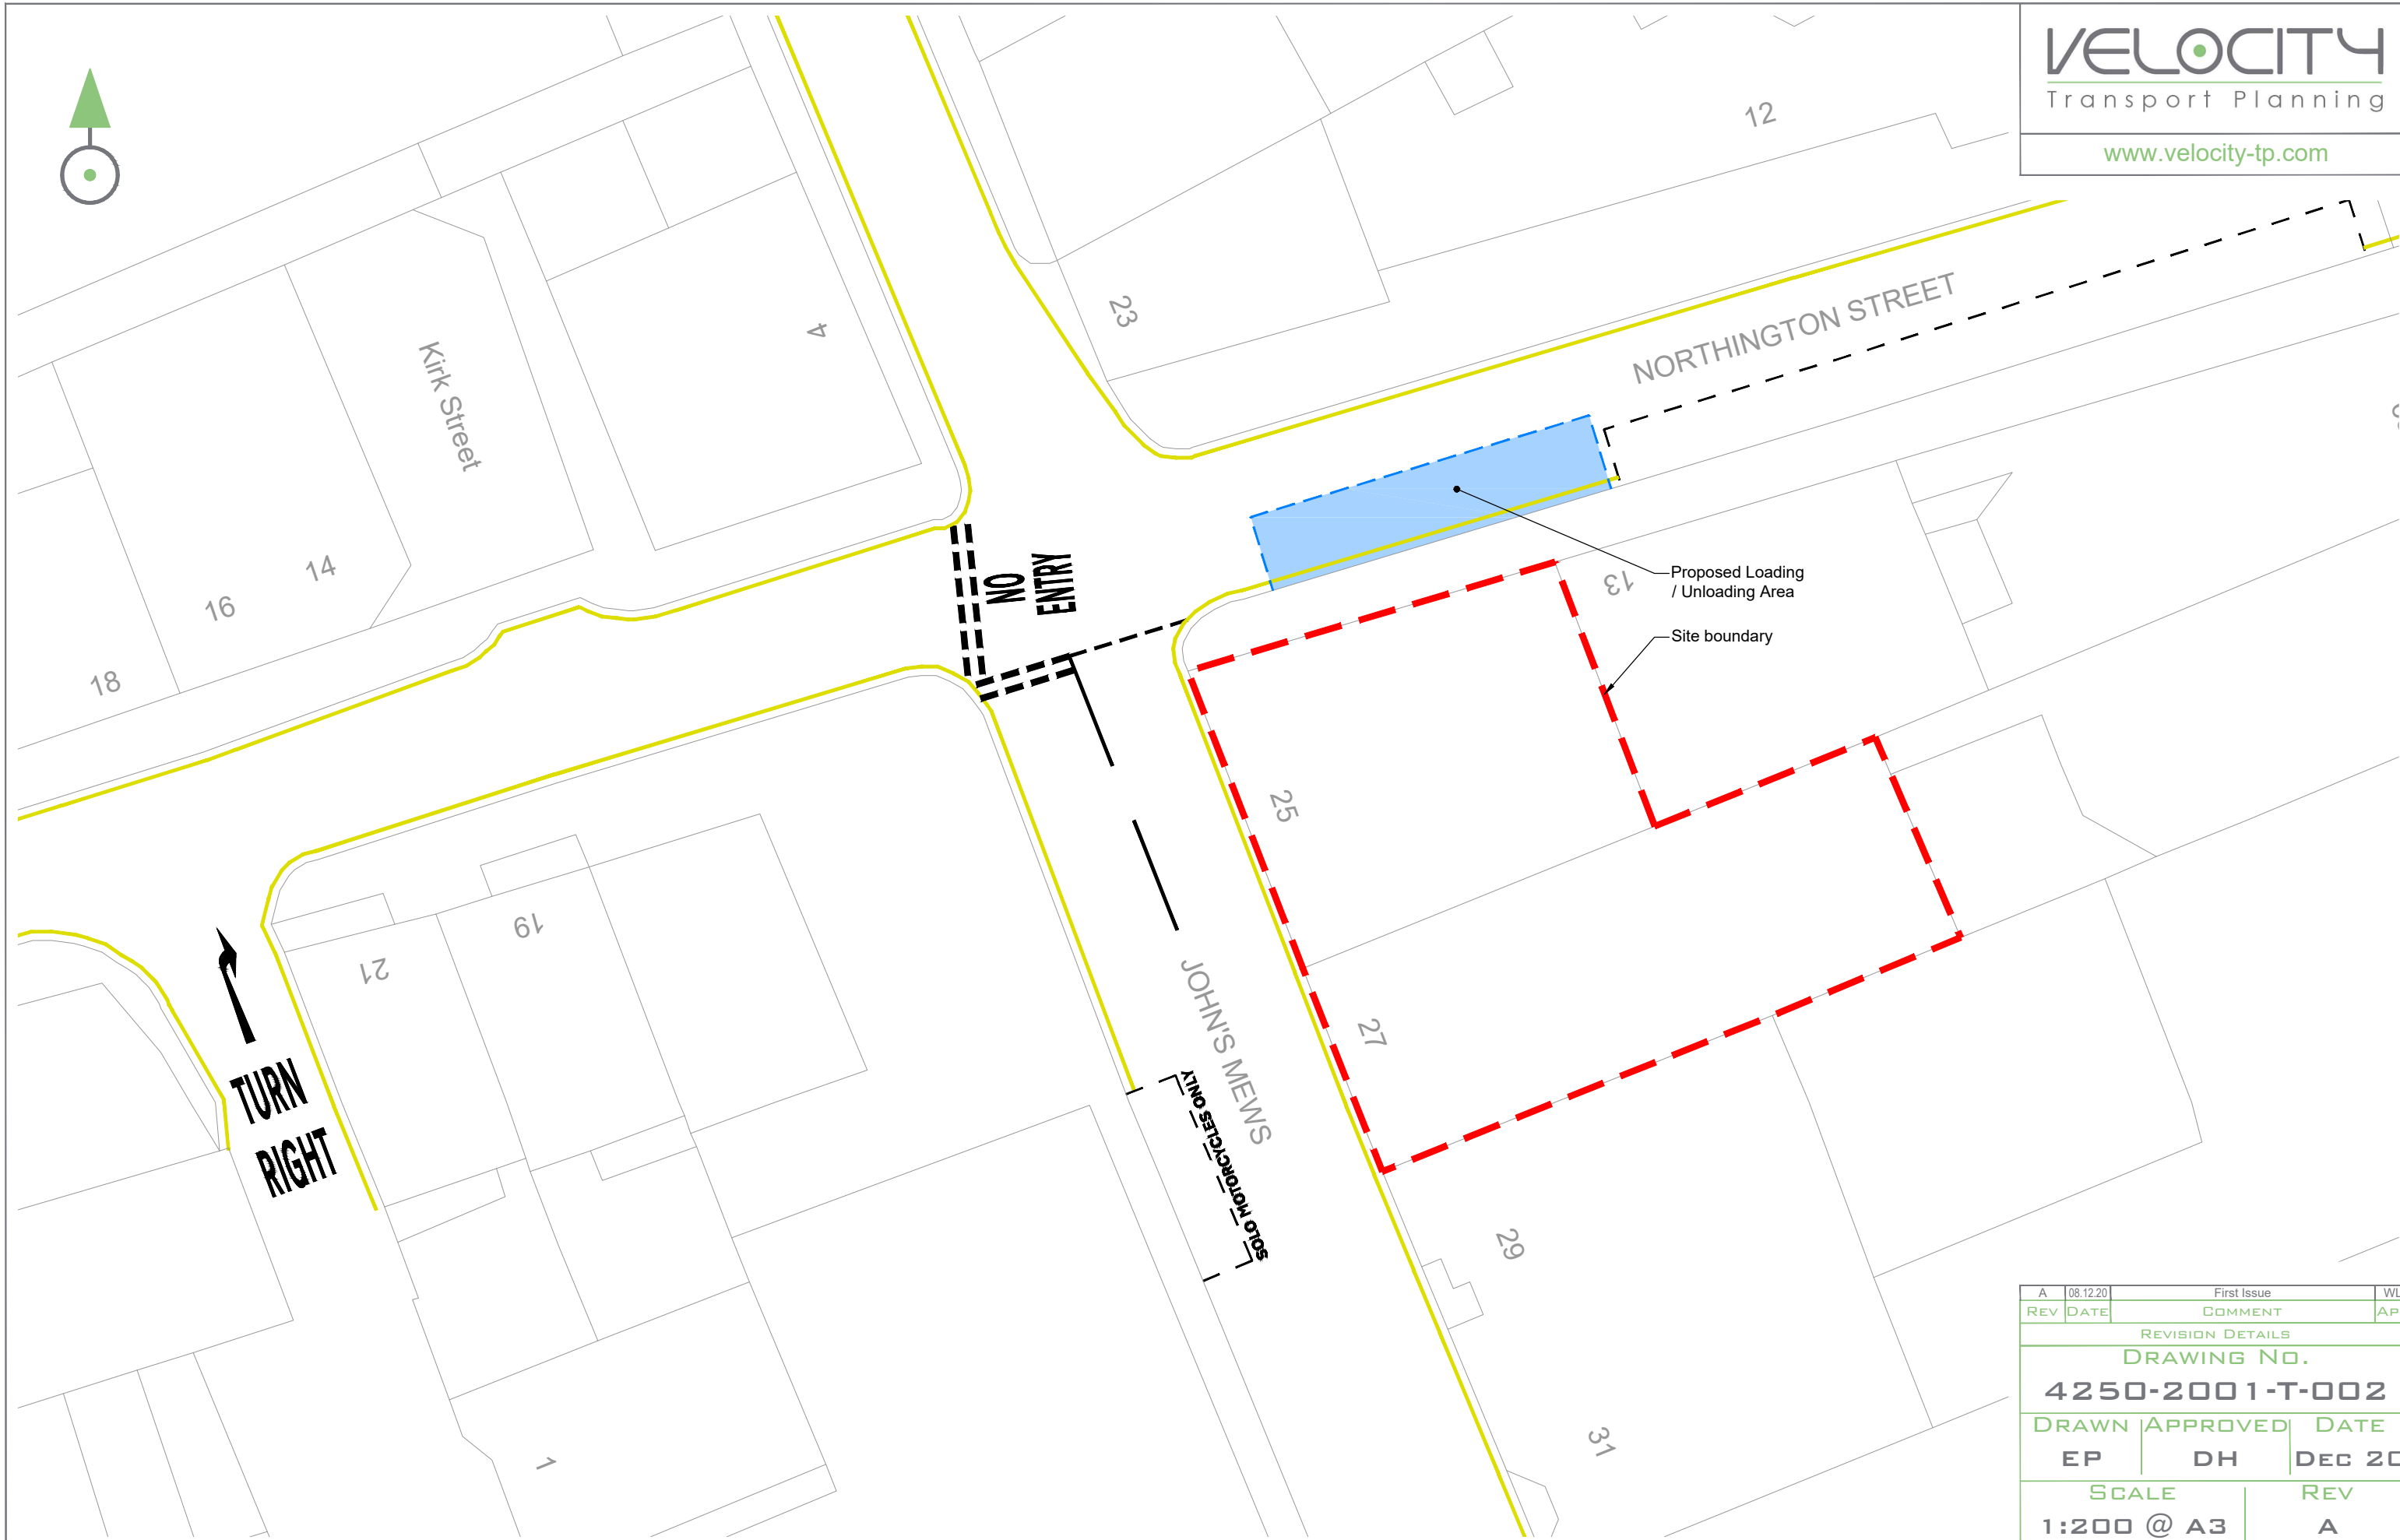 VELOCITY
Transport Planning
www.velocity-tp.com
12
23
4
Kirk Street
NORTHINGTON STREET
14
16
18
NO
ENTRY
Proposed Loading
/ Unloading Area
13
Site boundary
25
19
21
27
JOHN'S MEWS
TURN
RIGHT
SOLO MOTORCYCLES ONLY
29
31
1
A 08.12.20 First Issue
REV DATE COMMENT
REVISION DETAILS
DRAWING NO.
4250-2001-T-002
DRAWN APPROVED DATE
EP DH DEC 20
SCALE REV
1:200 @ A3 A